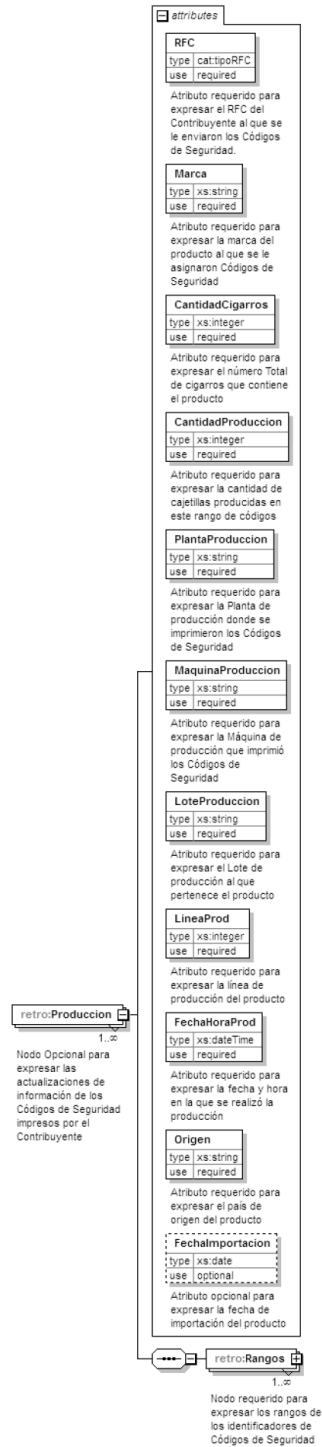 attributes
RFC
type cat:tipoRFC
use required
Atributo requerido para
expresar el RFC del
Contribuyente al que se
le enviaron los Códigos
de Seguridad.
Marca
type xs:string
use required
Atributo requerido para
expresar la marca del
producto al que se le
asignaron Códigos de
Seguridad
CantidadCigarros
type xs:integer
use required
Atributo requerido para
expresar el número Total
de cigarros que contiene
el producto
CantidadProduccion
type xs:integer
use required
Atributo requerido para
expresar la cantidad de
cajetillas producidas en
este rango de códigos
PlantaProduccion
type xs:string
use required
Atributo requerido para
expresar la Planta de
producción donde se
imprimieron los Códigos
de Seguridad
MaquinaProduccion
type xs:string
use required
Atributo requerido para
expresar la Máquina de
producción que imprimió
los Códigos de
Seguridad
LoteProduccion
type xs:string
use required
Atributo requerido para
expresar el Lote de
producción al que
pertenece el producto
LineaProd
type xs:integer
use required
Atributo requerido para
expresar la línea de
producción del producto
FechaHoraProd
type xs:dateTime
use required
Atributo requerido para
expresar la fecha y hora
en la que se realizó la
producción
Origen
type xs:string
use required
Atributo requerido para
expresar el país de
origen del producto
FechaImportacion
type xs:date
use optional
Atributo opcional para
expresar la fecha de
importación del producto
retro:Produccion
1..∞
Nodo Opcional para
expresar las
actualizaciones de
información de los
Códigos de Seguridad
impresos por el
Contribuyente
retro:Rangos
1..∞
Nodo requerido para
expresar los rangos de
los identificadores de
Códigos de Seguridad